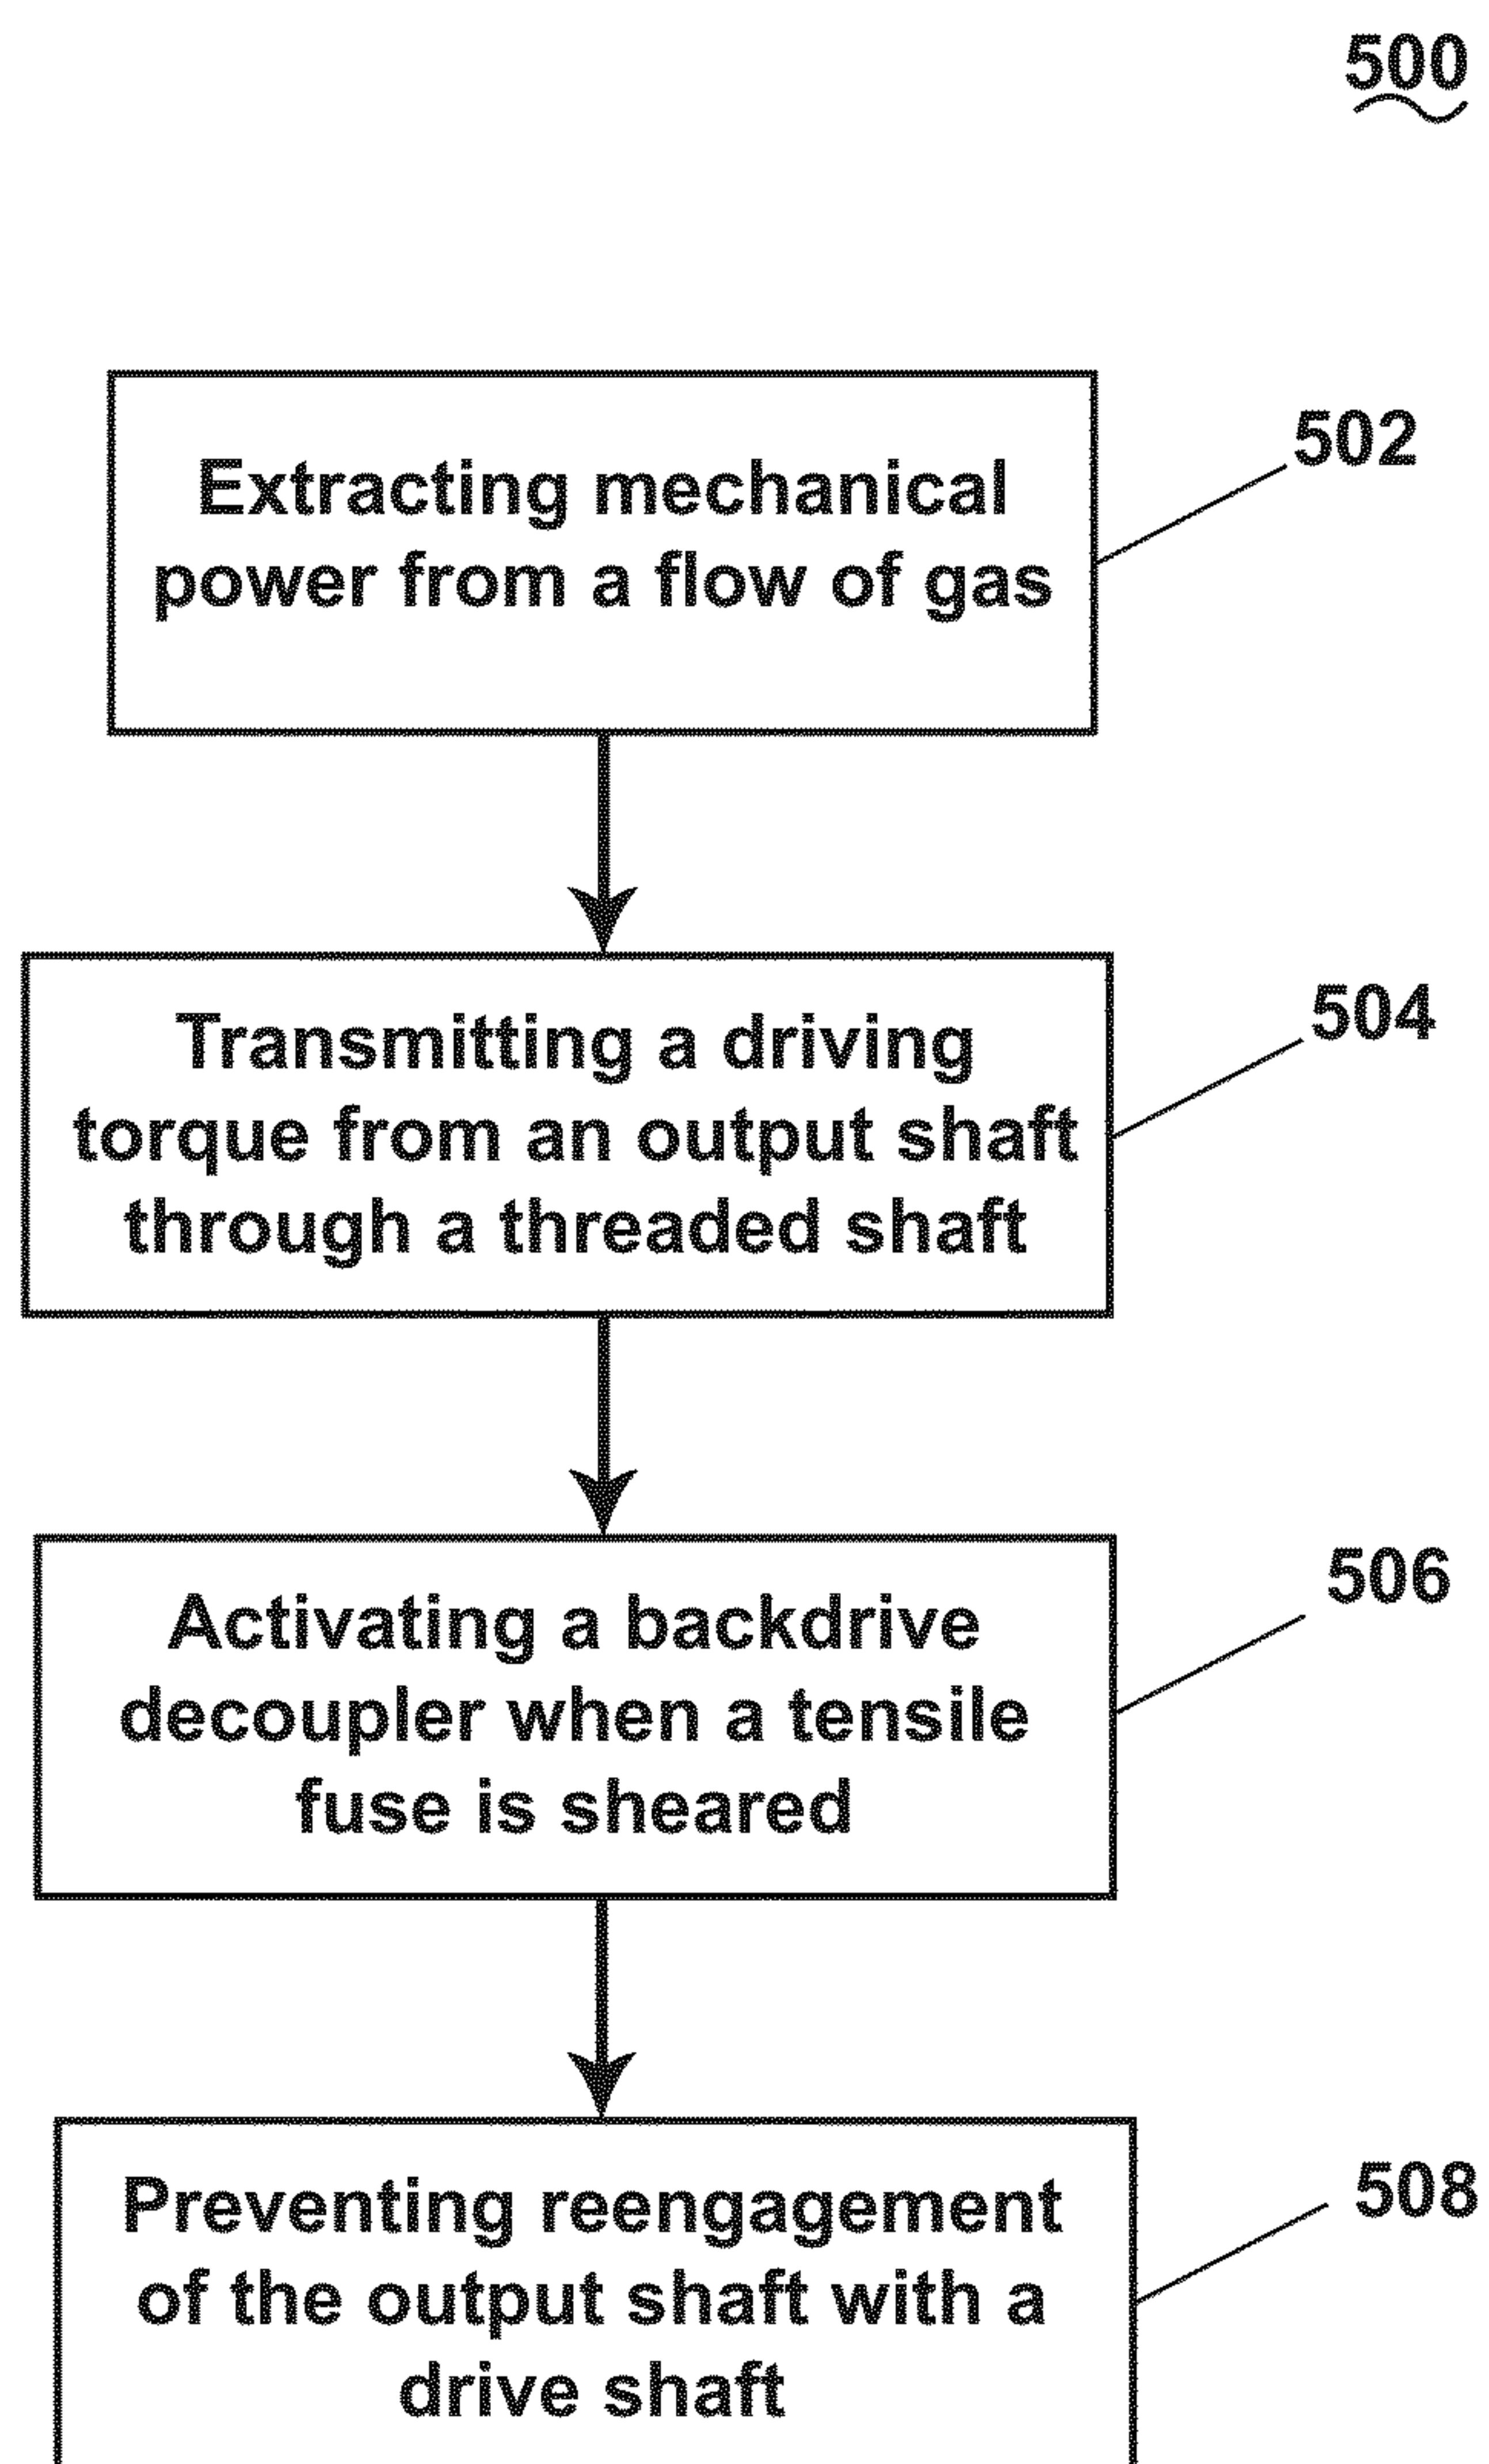 500
Extracting mechanical
power from a flow of gas
502
Transmitting a driving
torque from an output shaft
through a threaded shaft
504
Activating a backdrive
decoupler when a tensile
fuse is sheared
506
Preventing reengagement
of the output shaft with a
drive shaft
508